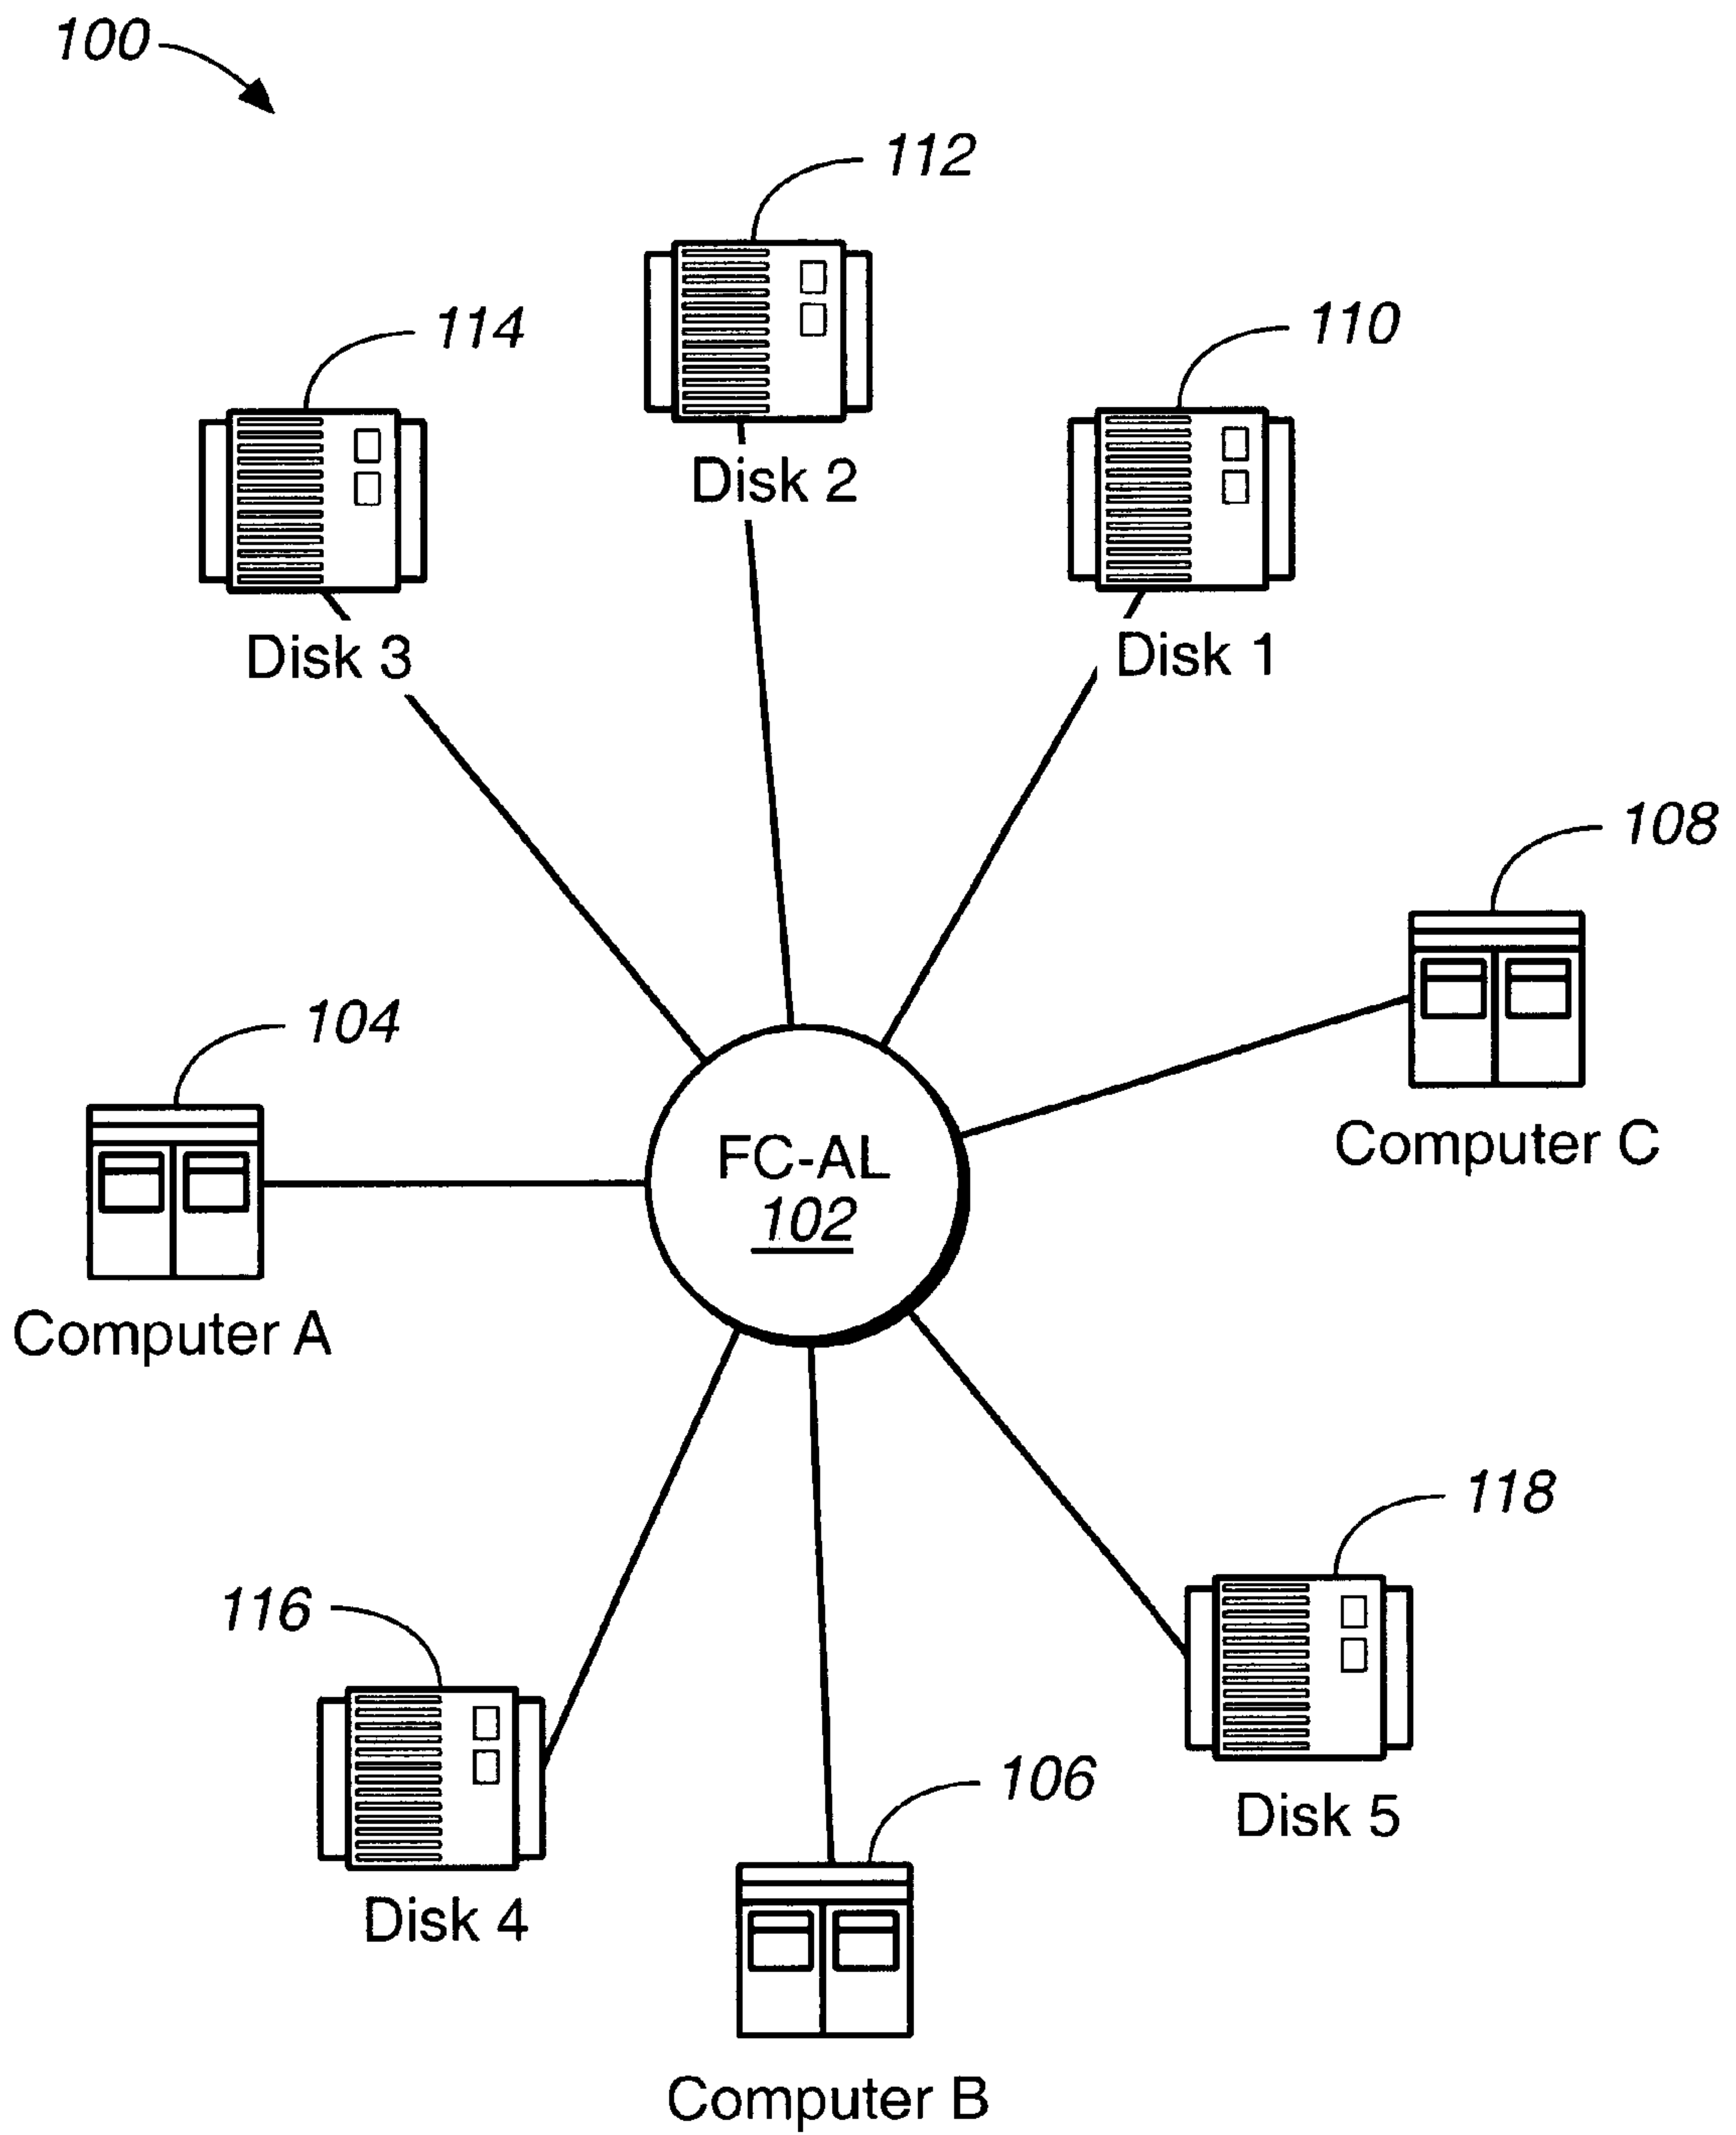 100
112
114
110
Disk 2
Disk 3
Disk 1
108
104
Computer C
FC-AL
102
Computer A
118
116
106
Disk 5
Disk 4
Computer B